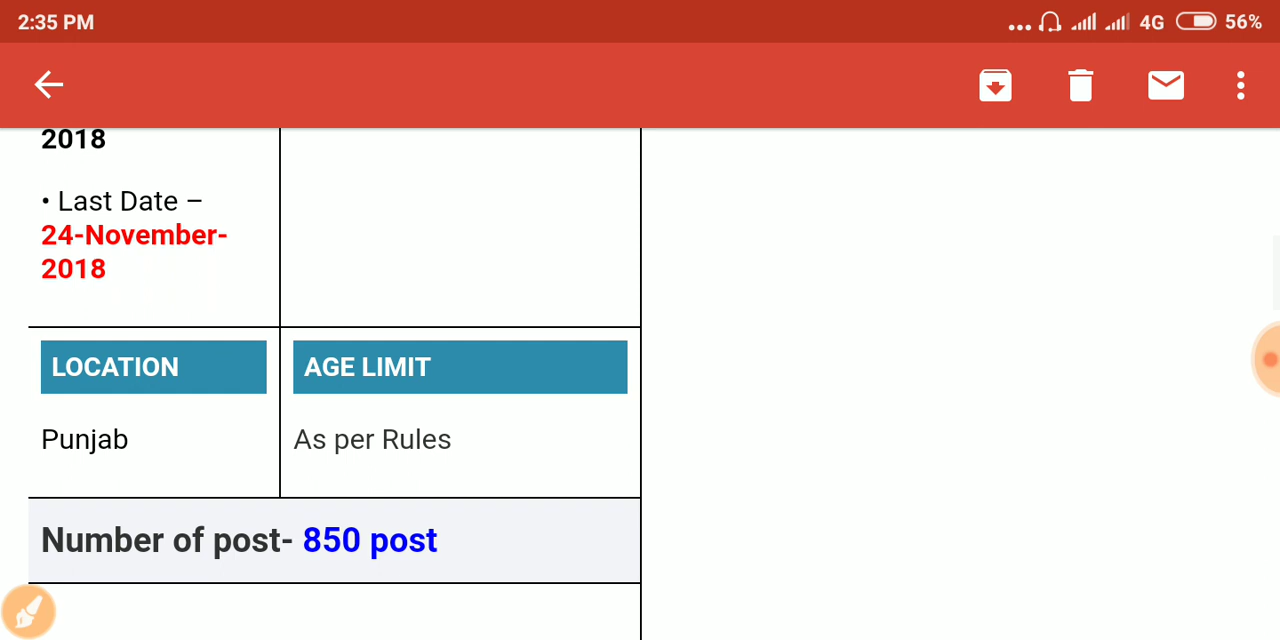 2:35 PM
4G
56%
2018
• Last Date –
24-November-
2018
LOCATION
AGE LIMIT
Punjab
As per Rules
Number of post- 850 post